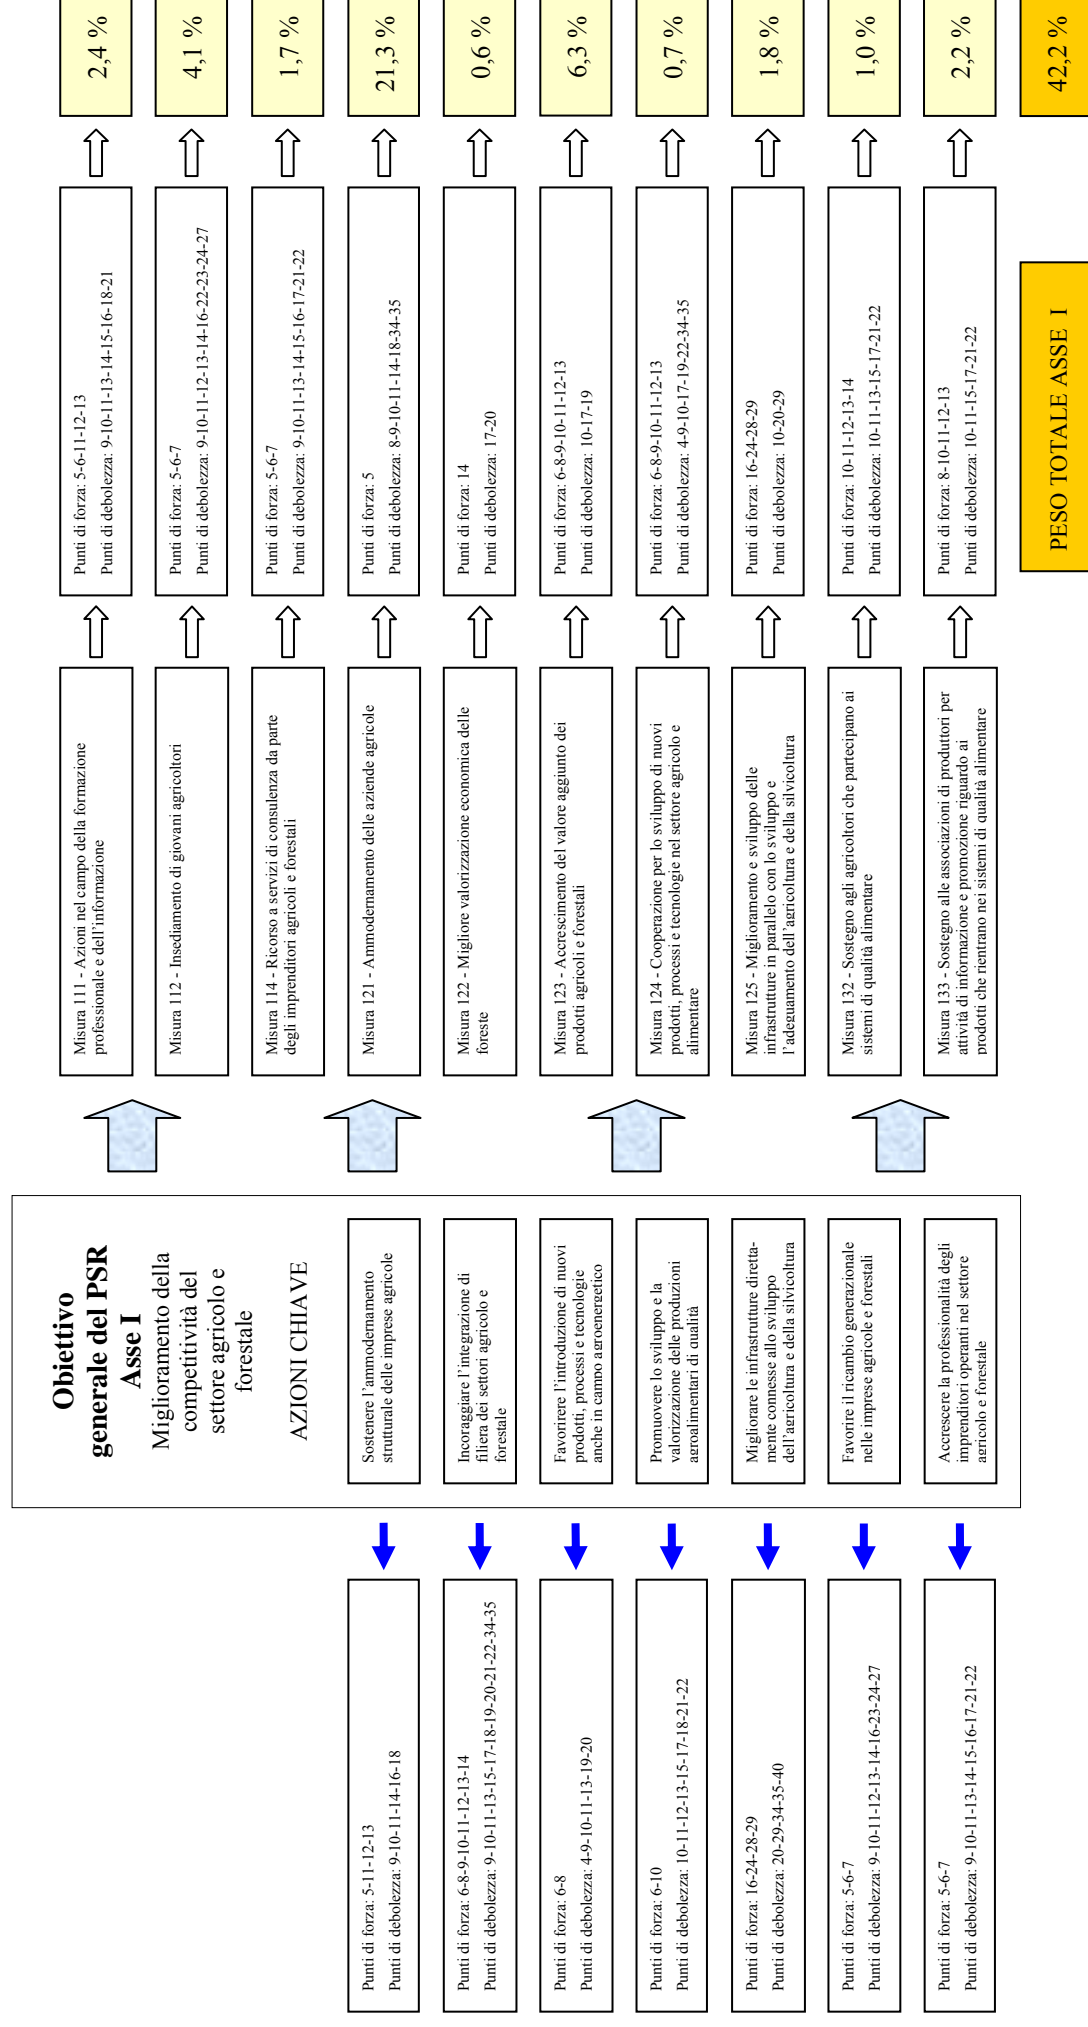 Obiettivo
generale del PSR
Asse I
Miglioramento della
competitività del
settore agricolo e
forestale
AZIONI CHIAVE
Punti di forza: 5-11-12-13
Punti di debolezza: 9-10-11-14-16-18
Sostenere l'ammodernamento
strutturale delle imprese agricole
Punti di forza: 6-8-9-10-11-12-13-14
Punti di debolezza: 9-10-11-13-15-17-18-19-20-21-22-34-35
Incoraggiare l'integrazione di
filiera dei settori agricolo e
forestale
Punti di forza: 6-8
Punti di debolezza: 4-9-10-11-13-19-20
Favorirere l'introduzione di nuovi
prodotti, processi e tecnologie
anche in campo agroenergetico
Punti di forza: 6-10
Punti di debolezza: 10-11-12-13-15-17-18-21-22
Promuovere lo sviluppo e la
valorizzazione delle produzioni
agroalimentari di qualità
Punti di forza: 16-24-28-29
Punti di debolezza: 20-29-34-35-40
Migliorare le infrastrutture diretta-
mente connesse allo sviluppo
dell'agricoltura e della silvicoltura
Punti di forza: 5-6-7
Punti di debolezza: 9-10-11-12-13-14-16-23-24-27
Favorire il ricambio generazionale
nelle imprese agricole e forestali
Punti di forza: 5-6-7
Punti di debolezza: 9-10-11-13-14-15-16-17-21-22
Accrescere la professionalità degli
imprenditori operanti nel settore
agricolo e forestale
Misura 111 - Azioni nel campo della formazione
professionale e dell'informazione
Punti di forza: 5-6-11-12-13
Punti di debolezza: 9-10-11-13-14-15-16-18-21
2,4 %
Misura 112 - Insediamento di giovani agricoltori
Punti di forza: 5-6-7
Punti di debolezza: 9-10-11-12-13-14-16-22-23-24-27
4,1 %
Misura 114 - Ricorso a servizi di consulenza da parte
degli imprenditori agricoli e forestali
Punti di forza: 5-6-7
Punti di debolezza: 9-10-11-13-14-15-16-17-21-22
1,7 %
Misura 121 - Ammodernamento delle aziende agricole
Punti di forza: 5
Punti di debolezza: 8-9-10-11-14-18-34-35
21,3 %
Misura 122 - Migliore valorizzazione economica delle
foreste
Punti di forza: 14
Punti di debolezza: 17-20
0,6 %
Misura 123 - Accrescimento del valore aggiunto dei
prodotti agricoli e forestali
Punti di forza: 6-8-9-10-11-12-13
Punti di debolezza: 10-17-19
6,3 %
Misura 124 - Cooperazione per lo sviluppo di nuovi
prodotti, processi e tecnologie nel settore agricolo e
alimentare
Punti di forza: 6-8-9-10-11-12-13
Punti di debolezza: 4-9-10-17-19-22-34-35
0,7 %
Misura 125 - Miglioramento e sviluppo delle
infrastrutture in parallelo con lo sviluppo e
l'adeguamento dell'agricoltura e della silvicoltura
Punti di forza: 16-24-28-29
Punti di debolezza: 10-20-29
1,8 %
Misura 132 - Sostegno agli agricoltori che partecipano ai
sistemi di qualità alimentare
Punti di forza: 10-11-12-13-14
Punti di debolezza: 10-11-13-15-17-21-22
1,0 %
Misura 133 - Sostegno alle associazioni di produttori per
attività di informazione e promozione riguardo ai
prodotti che rientrano nei sistemi di qualità alimentare
Punti di forza: 8-10-11-12-13
Punti di debolezza: 10-11-15-17-21-22
2,2 %
PESO TOTALE ASSE I
42,2 %